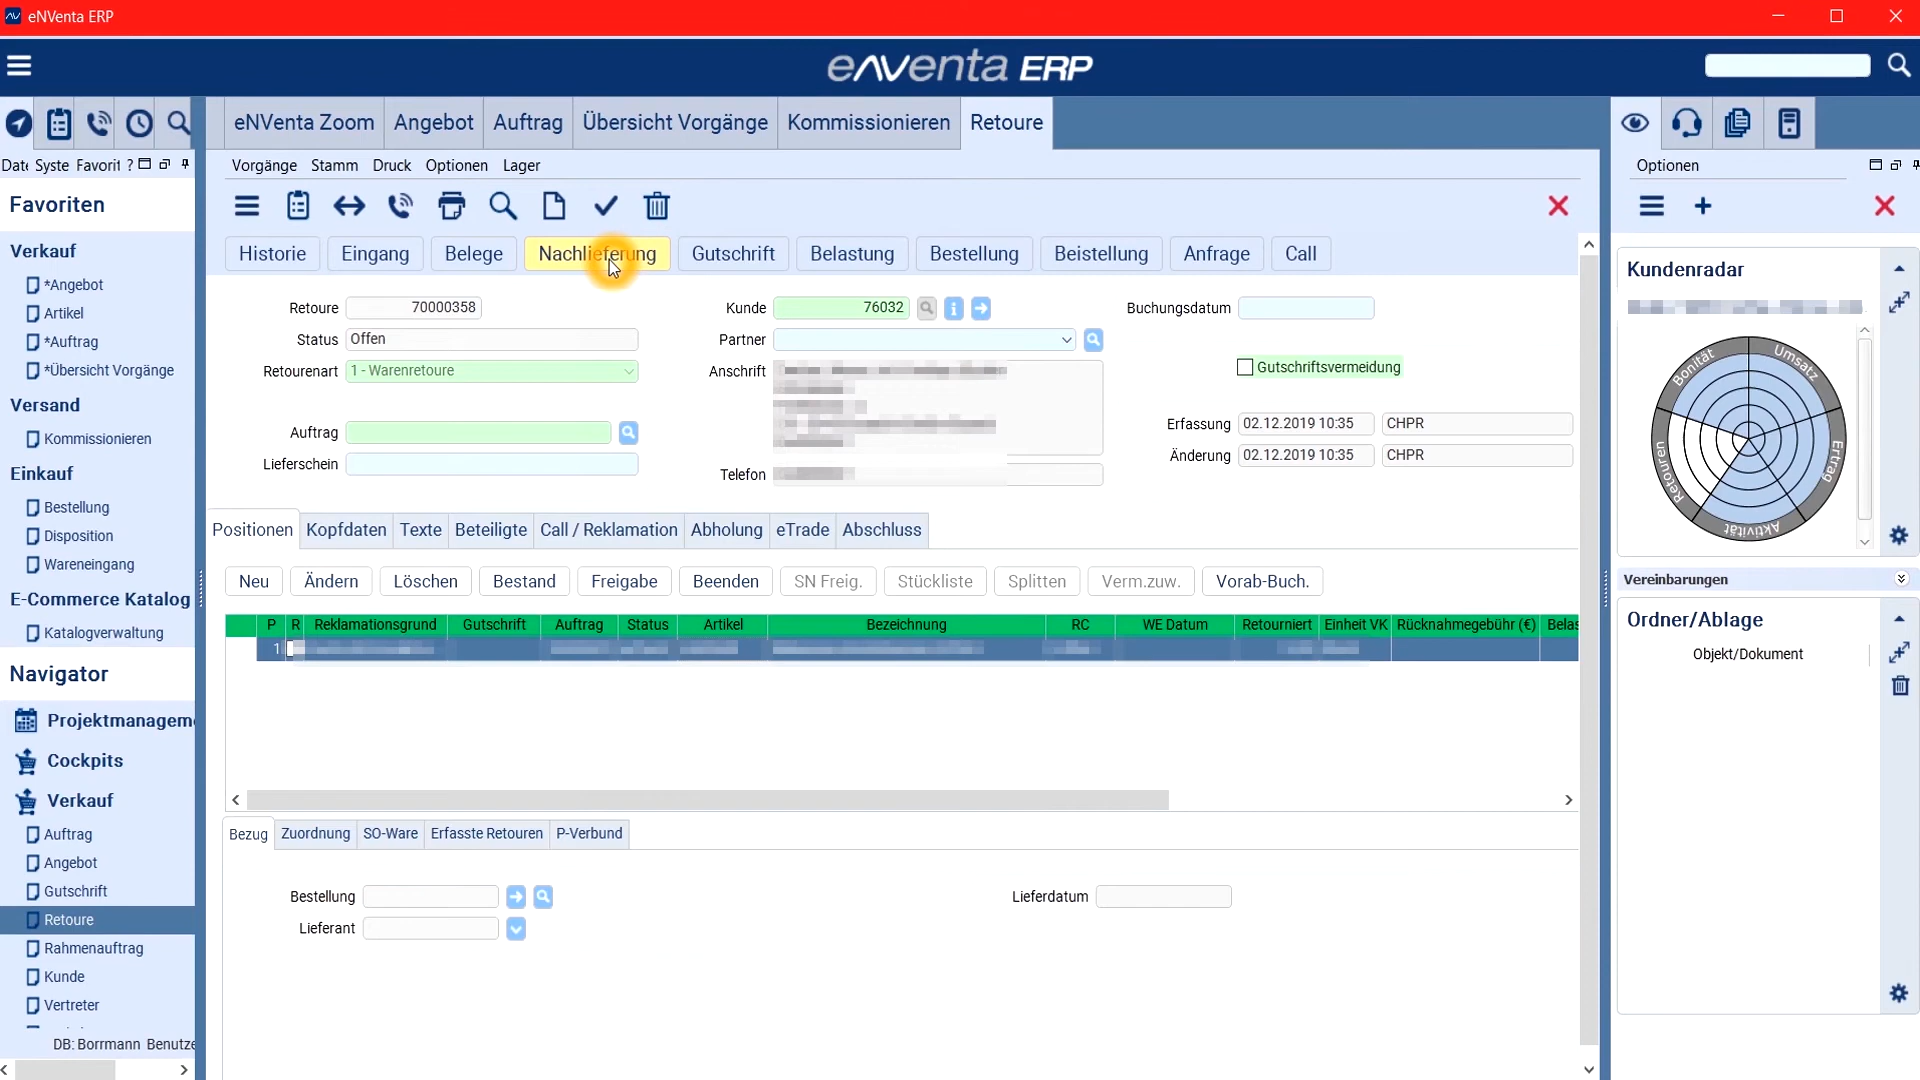 eNVenta ERP
eNventa ERP
eNVenta Zoom Angebot Auftrag Übersicht Vorgänge Kommissionieren Retoure
Date Syste Favorit ?
Vorgänge Stamm Druck Optionen Lager
Optionen
Favoriten
Verkauf
*Angebot
Artikel
*Auftrag
*Übersicht Vorgänge
Versand
Kommissionieren
Einkauf
Bestellung
Disposition
Wareneingang
E-Commerce Katalog
Katalogverwaltung
Navigator
Projektmanageme
Cockpits
Verkauf
Auftrag
Angebot
Gutschrift
Retoure
Rahmenauftrag
Kunde
Vertreter
DB: Borrmann Benutze
Historie Eingang Belege Nachlieferung Gutschrift Belastung Bestellung Beistellung Anfrage Call
Retoure 70000358 Kunde 76032 Buchungsdatum
Status Offen Partner
Retourenart 1 - Warenretoure Anschrift Gutschriftsvermeidung
Auftrag Erfassung 02.12.2019 10:35 CHPR
Lieferschein Änderung 02.12.2019 10:35 CHPR
Telefon
Positionen Kopfdaten Texte Beteiligte Call / Reklamation Abholung eTrade Abschluss
Neu Ändern Löschen Bestand Freigabe Beenden SN Freig. Stückliste Splitten Verm.zuw. Vorab-Buch.
P R Reklamationsgrund Gutschrift Auftrag Status Artikel Bezeichnung RC WE Datum Retourniert Einheit VK Rücknahmegebühr (€) Belas
1
Bezug Zuordnung SO-Ware Erfasste Retouren P-Verbund
Bestellung Lieferdatum
Lieferant
Kundenradar
Bonität Umsatz
Retouren Ertrag
Aktivität
Vereinbarungen
Ordner/Ablage
Objekt/Dokument